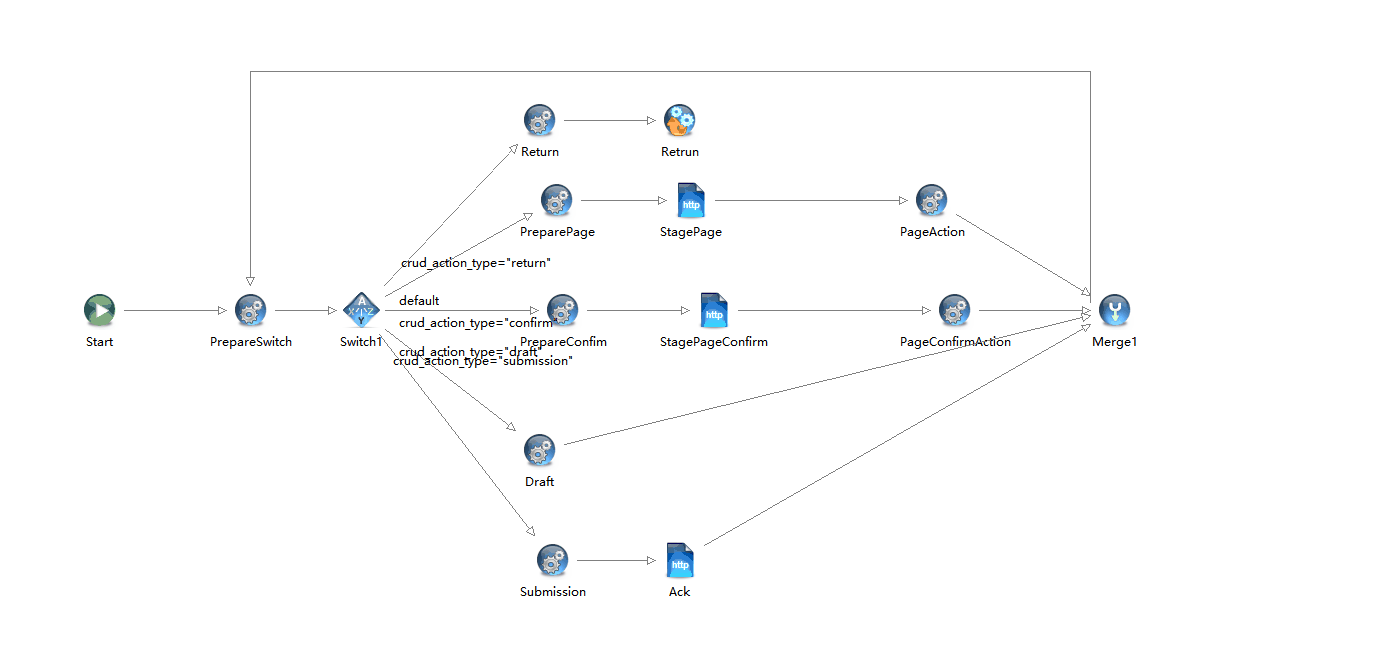 Return
Retrun
PreparePage
StagePage
PageAction
crud_action_type="return"
default
crud_action_type="confirm"
Start
PrepareSwitch
Switch1
PrepareConfirm
StagePageConfirm
PageConfirmAction
Merge1
crud_action_type="draft"
crud_action_type="submission"
Draft
Submission
Ack
http
http
http
A
X
Z
Y